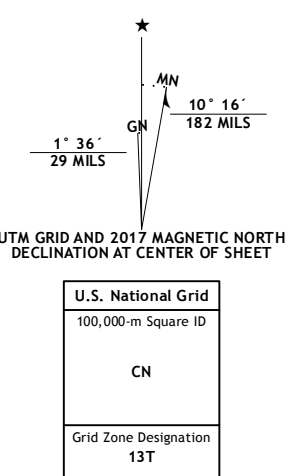 ★
MN
10° 16´
182 MILS
GN
1° 36´
29 MILS
UTM GRID AND 2017 MAGNETIC NORTH
DECLINATION AT CENTER OF SHEET
U.S. National Grid
100,000-m Square ID
CN
Grid Zone Designation
13T